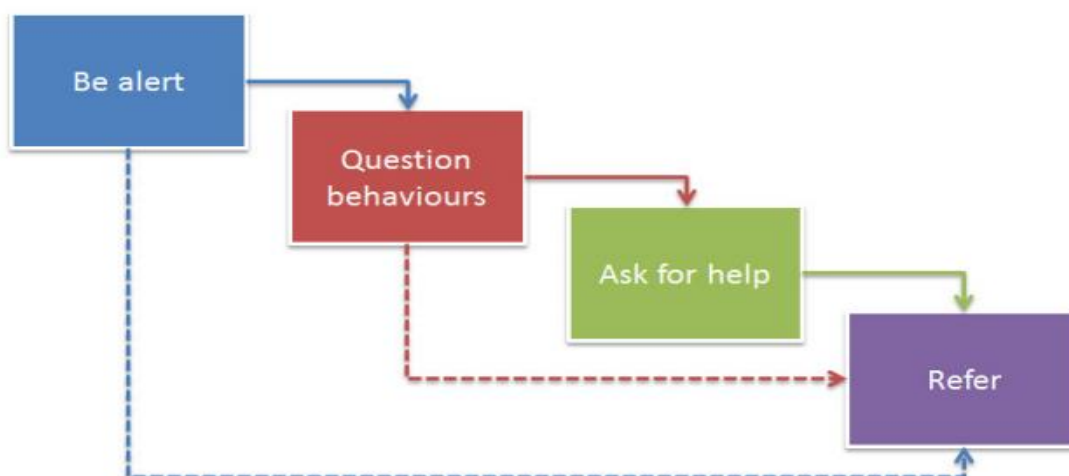 Be alert
Question
behaviours
Ask for help
Refer